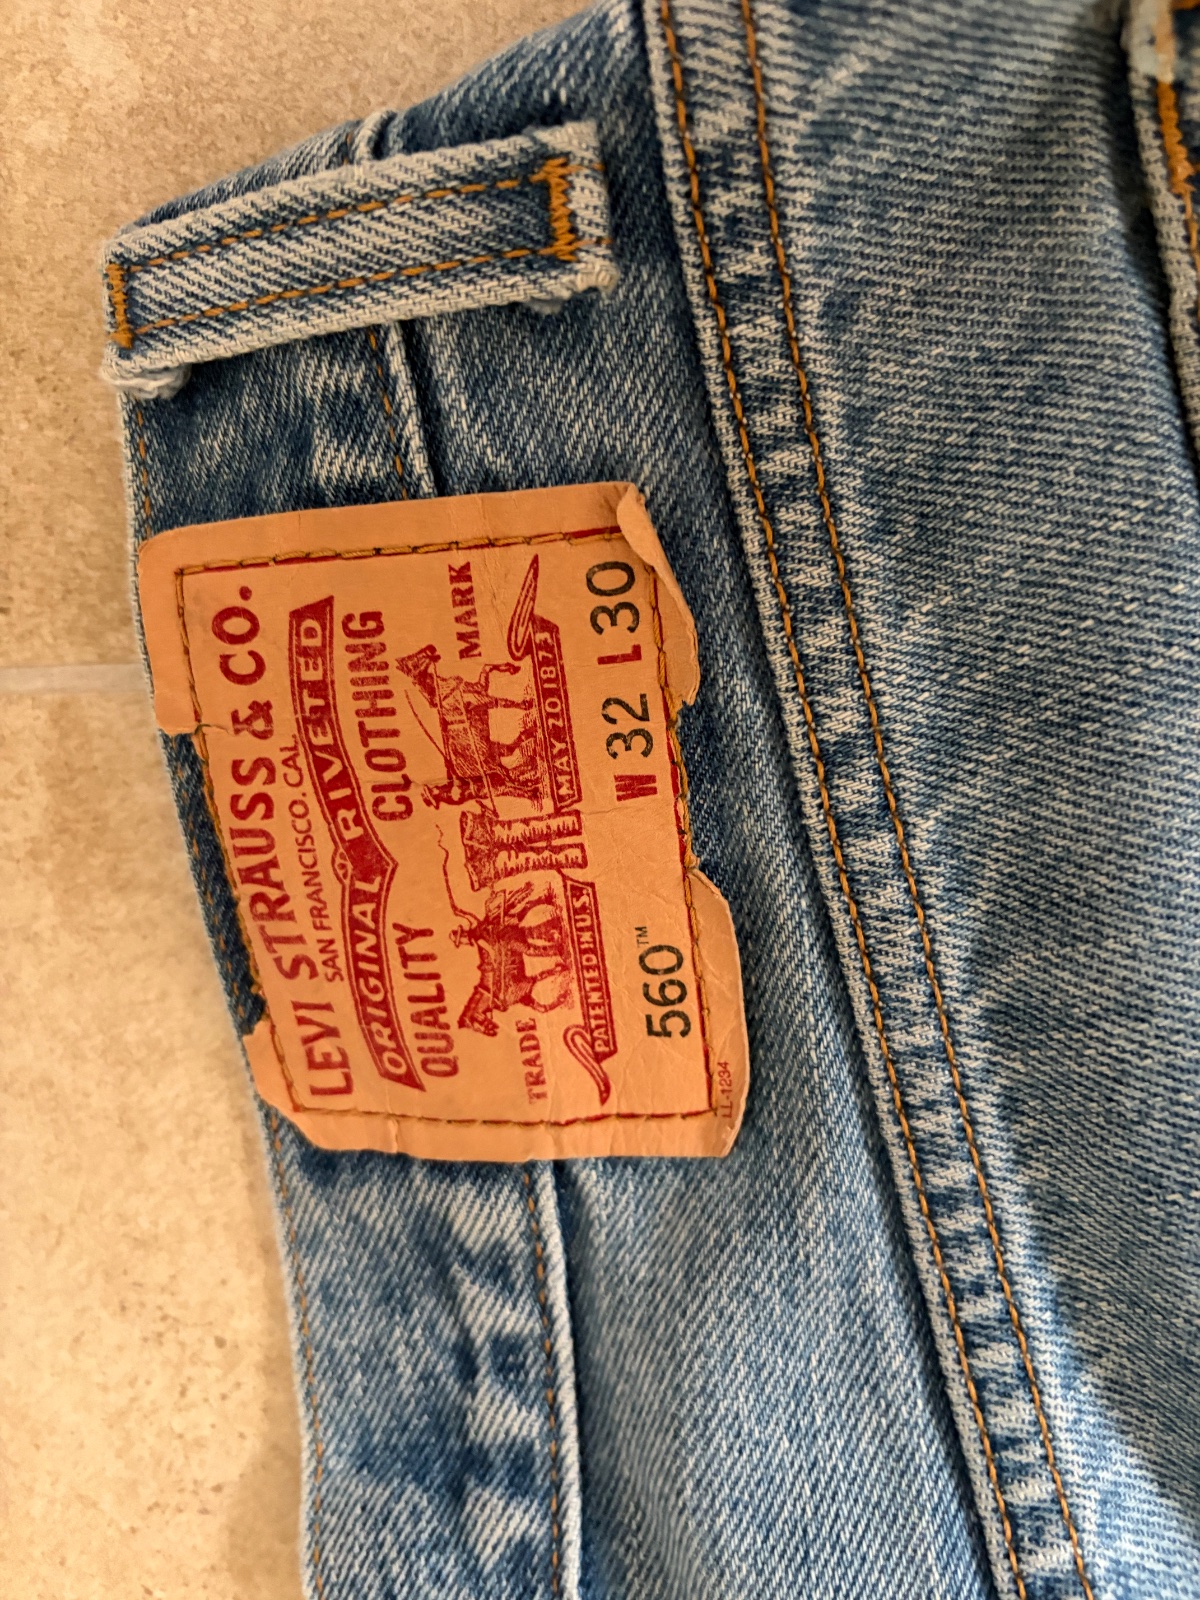 LEVI STRAUSS & CO.
SAN FRANCISCO. CAL
ORIGINAL RIVETED
QUALITY CLOTHING
TRADE MARK
PATENTED IN U.S. MAY 20 1873
560™ W 32 L 30
LL-1234